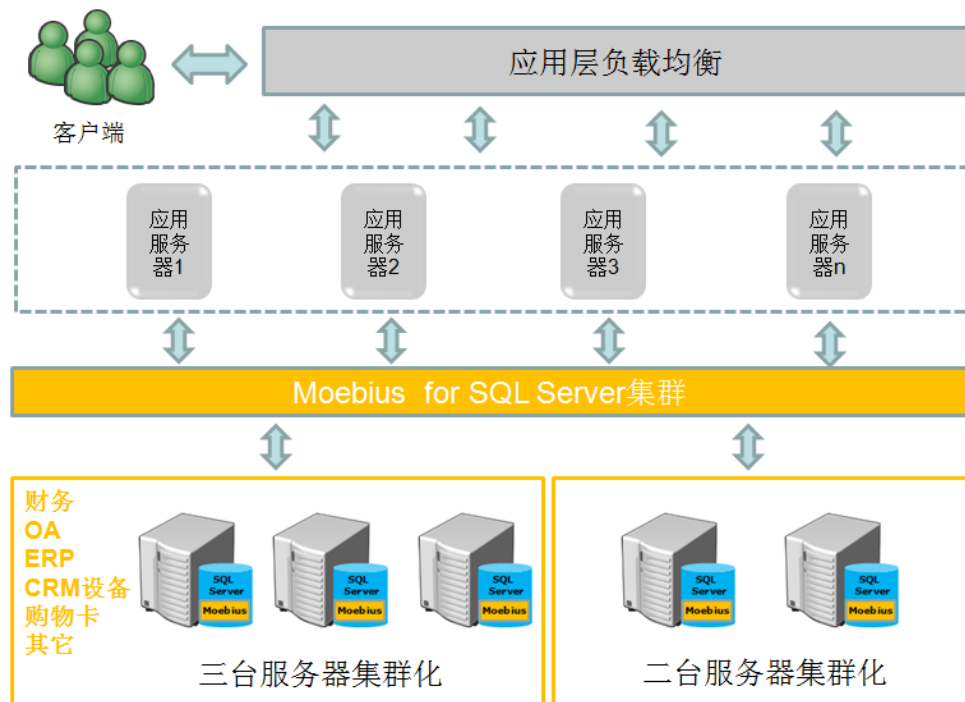 应用层负载均衡
客户端
应用
服务
器1
应用
服务
器2
应用
服务
器3
应用
服务
器n
Moebius for SQL Server集群
财务
OA
ERP
CRM设备
购物卡
其它
SQL
Server
Moebius
SQL
Server
Moebius
SQL
Server
Moebius
三台服务器集群化
SQL
Server
Moebius
SQL
Server
Moebius
二台服务器集群化